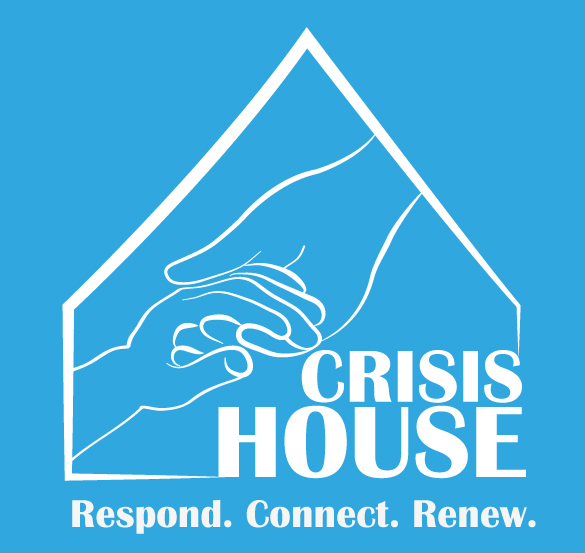 CRISIS
HOUSE
Respond. Connect. Renew.